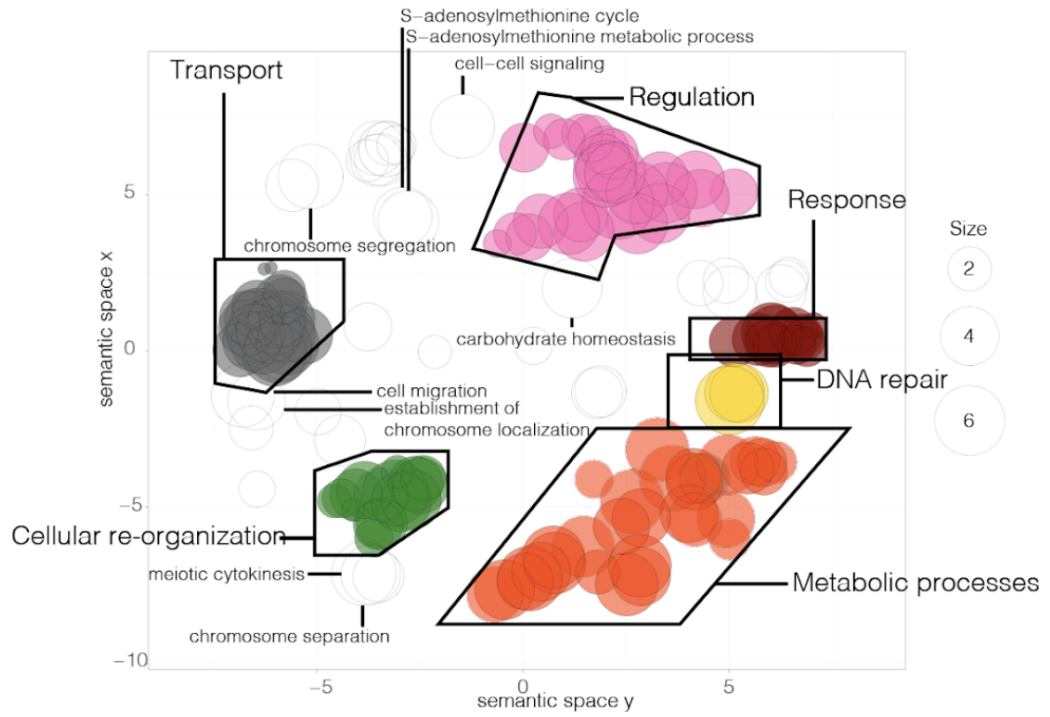 S-adenosylmethionine cycle
S-adenosylmethionine metabolic process
Transport
cell-cell signaling
Regulation
5
Response
chromosome segregation
Size
2
semantic space x
carbohydrate homeostasis
4
0
DNA repair
cell migration
establishment of
chromosome localization
6
-5
Cellular re-organization
meiotic cytokinesis
Metabolic processes
chromosome separation
-10
-5
0
5
semantic space y